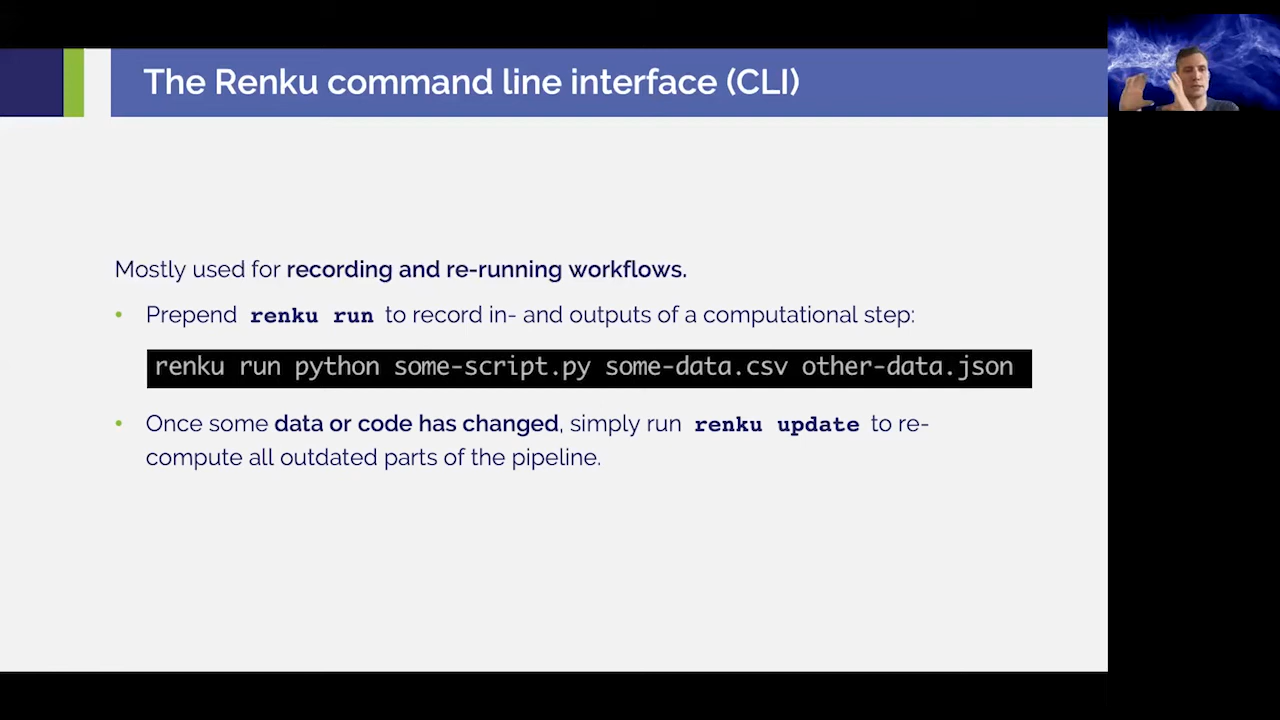 The Renku command line interface (CLI)
Mostly used for recording and re-running workflows.
• Prepend renku run to record in- and outputs of a computational step:
renku run python some-script.py some-data.csv other-data.json
• Once some data or code has changed, simply run renku update to re-
compute all outdated parts of the pipeline.